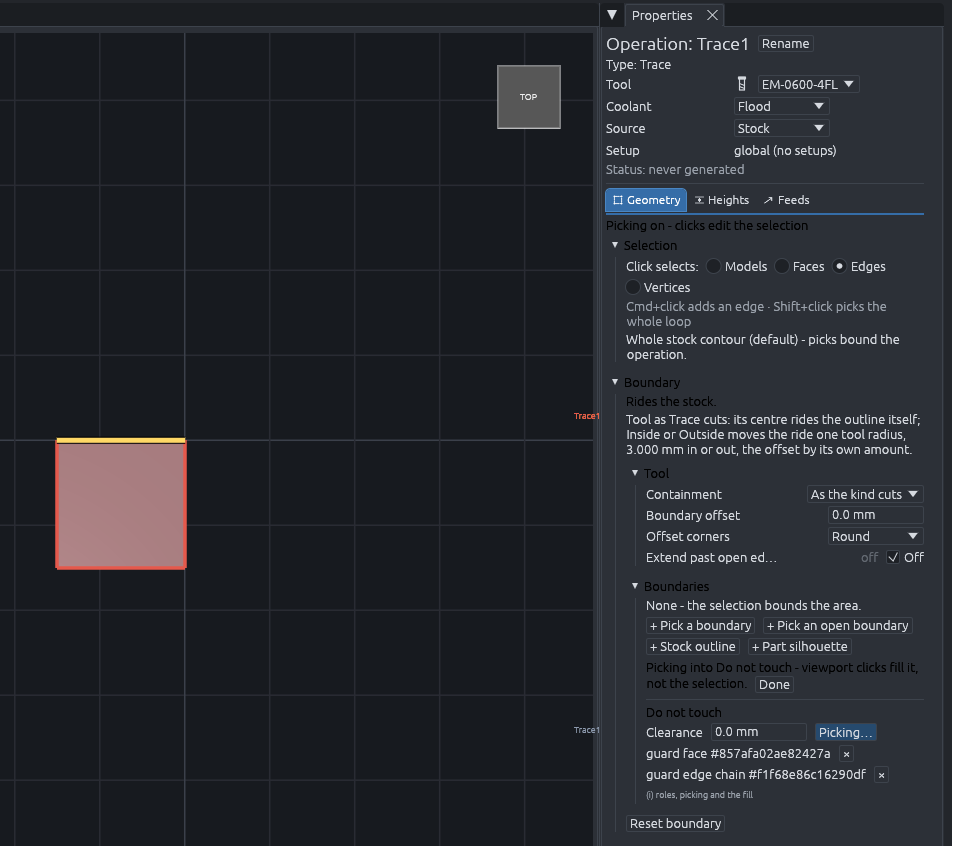 Properties
Operation: Trace1 Rename
Type: Trace
Tool EM-0600-4FL
Coolant Flood
Source Stock
Setup global (no setups)
Status: never generated
TOP
Geometry Heights Feeds
Picking on - clicks edit the selection
Selection
Click selects: Models Faces Edges
Vertices
Cmd+click adds an edge · Shift+click picks the
whole loop
Whole stock contour (default) - picks bound the
operation.
Boundary
Rides the stock.
Trace1
Tool as Trace cuts: its centre rides the outline itself;
Inside or Outside moves the ride one tool radius,
3.000 mm in or out, the offset by its own amount.
Tool
Containment As the kind cuts
Boundary offset 0.0 mm
Offset corners Round
Extend past open ed... off Off
Boundaries
None - the selection bounds the area.
+ Pick a boundary + Pick an open boundary
+ Stock outline + Part silhouette
Picking into Do not touch - viewport clicks fill it,
not the selection. Done
Do not touch
Trace1
Clearance 0.0 mm Picking...
guard face #857afa02ae82427a ×
guard edge chain #f1f68e86c16290df ×
(i) roles, picking and the fill
Reset boundary